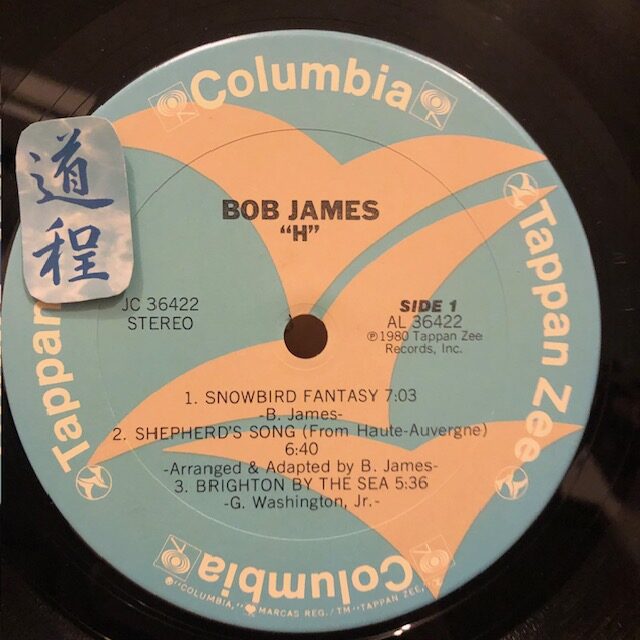 Columbia
道程
BOB JAMES
"H"
JC 36422
STEREO
SIDE 1
AL 36422
℗1980 Tappan Zee
Records, Inc.
1. SNOWBIRD FANTASY 7:03
-B. James-
2. SHEPHERD'S SONG (From Haute-Auvergne)
6:40
-Arranged & Adapted by B. James-
3. BRIGHTON BY THE SEA 5:36
-G. Washington, Jr.-
Tappan Zee
Tappan
Columbia
"COLUMBIA," MARCAS REG./TM-"TAPPAN ZEE,"